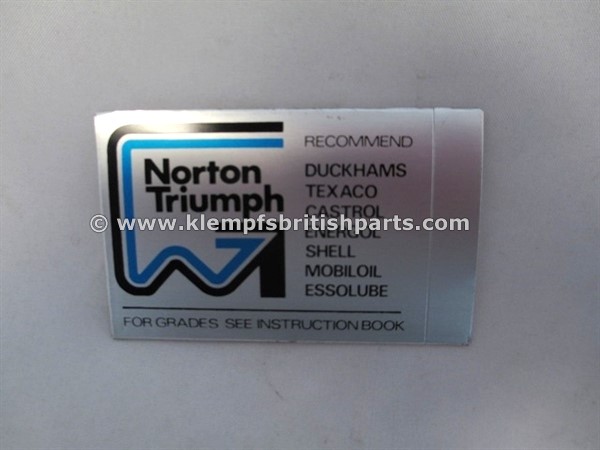 Norton
Triumph
RECOMMEND
DUCKHAMS
TEXACO
CASTROL
ENERGOL
SHELL
MOBILOIL
ESSOLUBE
FOR GRADES SEE INSTRUCTION BOOK
© www.klempfsbritishparts.com